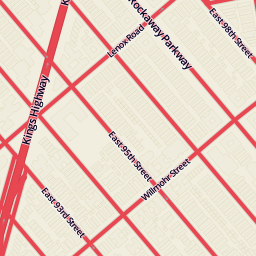 K
Rockaway Parkway
East 98th Street
Lenox Road
Kings Highway
East 95th Street
Willmohr Street
East 93rd Street